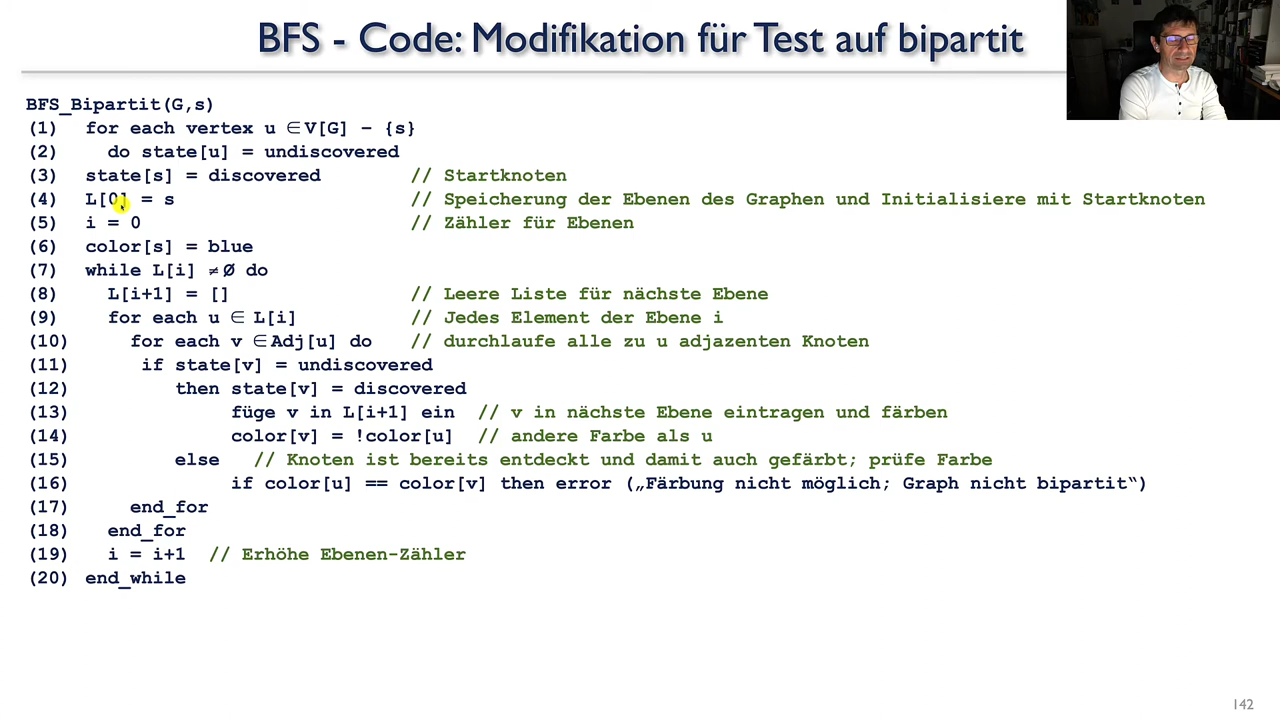 BFS - Code: Modifikation für Test auf bipartit
BFS_Bipartit(G,s)
(1) for each vertex u ∈ V[G] – {s}
(2) do state[u] = undiscovered
(3) state[s] = discovered // Startknoten
(4) L[0] = s // Speicherung der Ebenen des Graphen und Initialisiere mit Startknoten
(5) i = 0 // Zähler für Ebenen
(6) color[s] = blue
(7) while L[i] ≠ Ø do
(8) L[i+1] = [] // Leere Liste für nächste Ebene
(9) for each u ∈ L[i] // Jedes Element der Ebene i
(10) for each v ∈ Adj[u] do // durchlaufe alle zu u adjazenten Knoten
(11) if state[v] = undiscovered
(12) then state[v] = discovered
(13) füge v in L[i+1] ein // v in nächste Ebene eintragen und färben
(14) color[v] = !color[u] // andere Farbe als u
(15) else // Knoten ist bereits entdeckt und damit auch gefärbt; prüfe Farbe
(16) if color[u] == color[v] then error („Färbung nicht möglich; Graph nicht bipartit“)
(17) end_for
(18) end_for
(19) i = i+1 // Erhöhe Ebenen-Zähler
(20) end_while
142